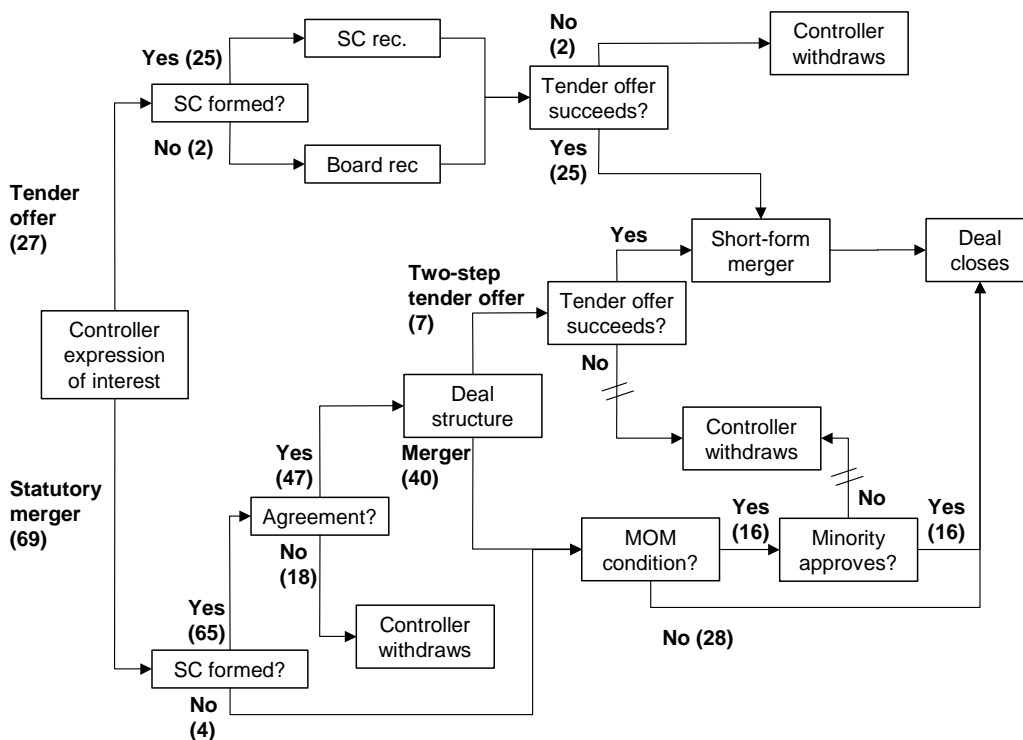 No
(2)
Controller
withdraws
SC rec.
Yes (25)
Tender offer
succeeds?
SC formed?
No (2)
Yes
(25)
Board rec
Tender
offer
(27)
Yes
Short-form
merger
Deal
closes
Two-step
tender offer
(7)
Tender offer
succeeds?
Controller
expression
of interest
No
Deal
structure
Controller
withdraws
Yes
(47)
Merger
(40)
Statutory
merger
(69)
No
Agreement?
Yes
(16)
Yes
(16)
MOM
condition?
Minority
approves?
No
(18)
Yes
(65)
Controller
withdraws
No (28)
SC formed?
No
(4)